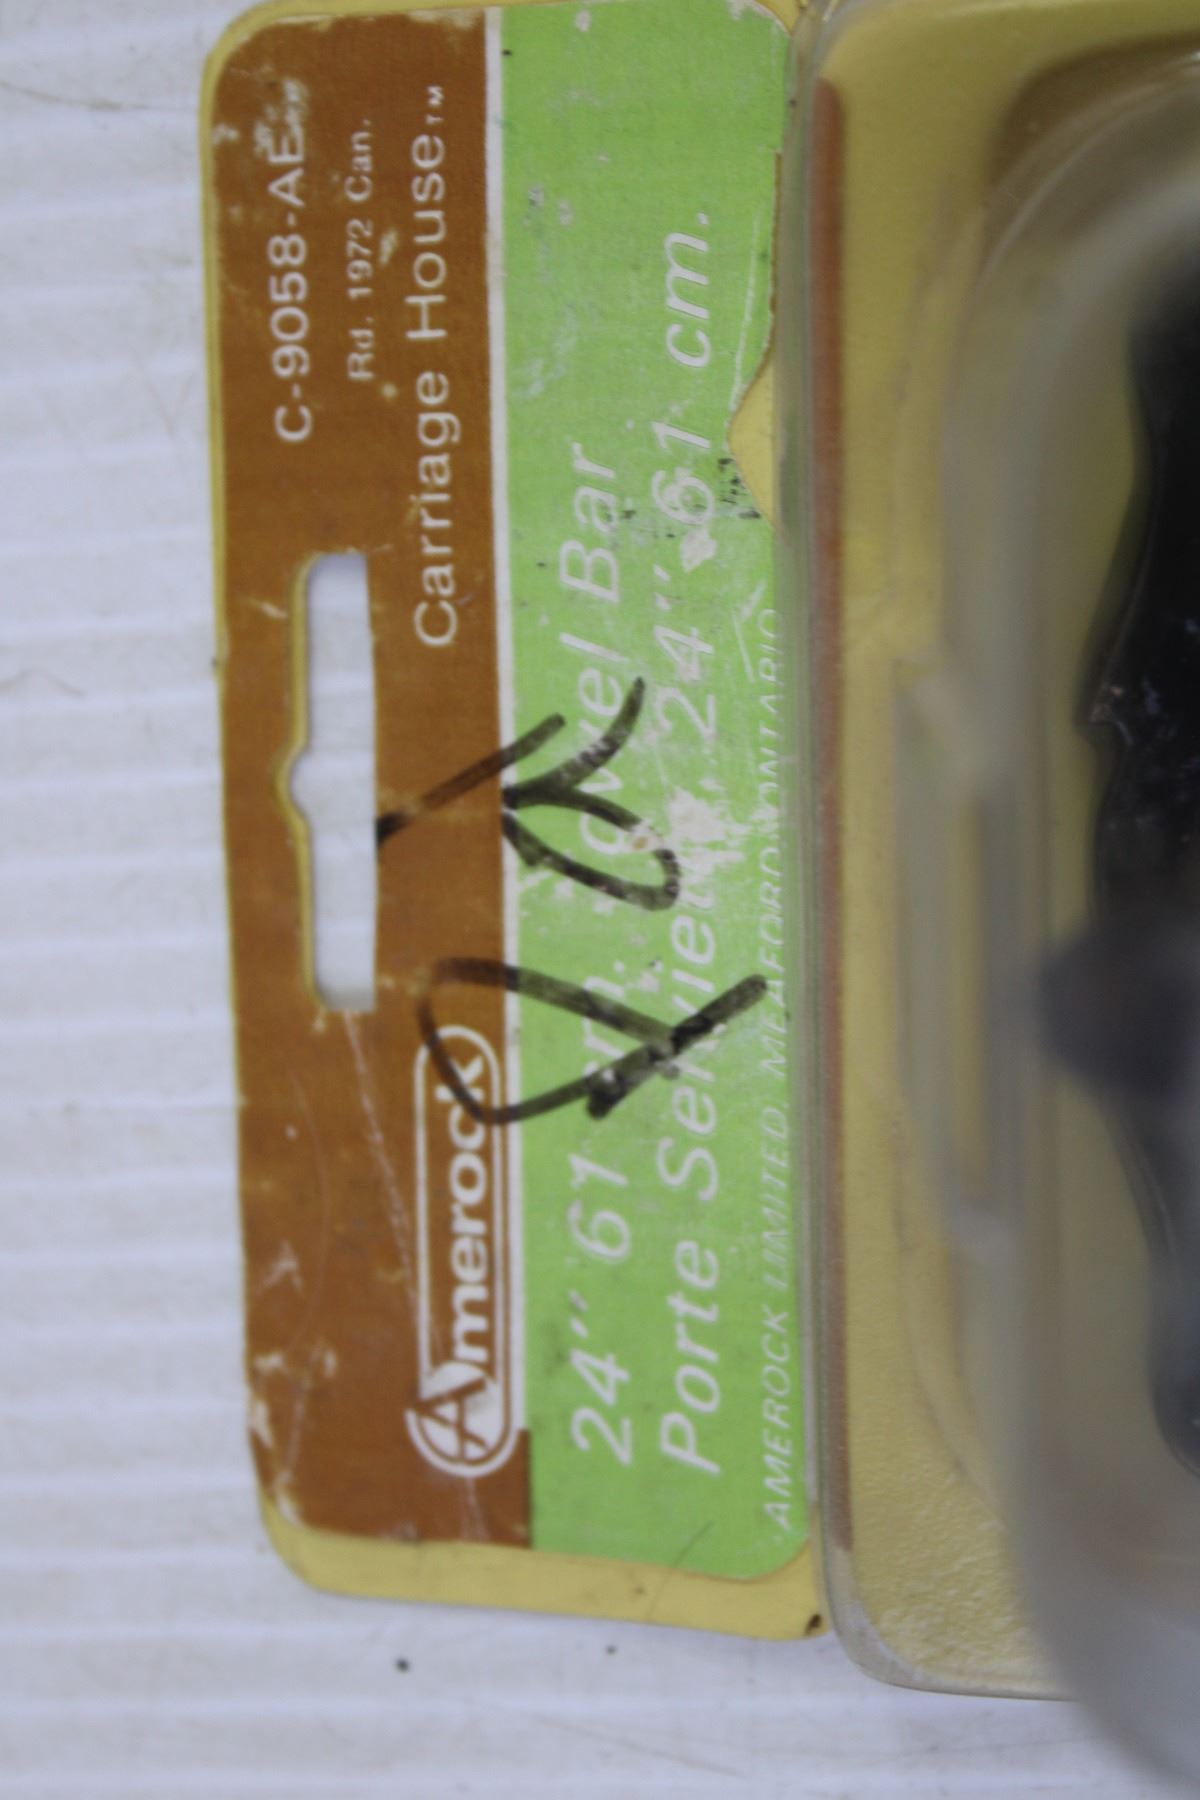 C-9058-AE
Rd. 1972 Can.
Carriage House™
Amerock
24" 61 cm. Towel Bar
Porte Serviette 24" 61 cm.
AMEROCK LIMITED, MEAFORD, ONTARIO